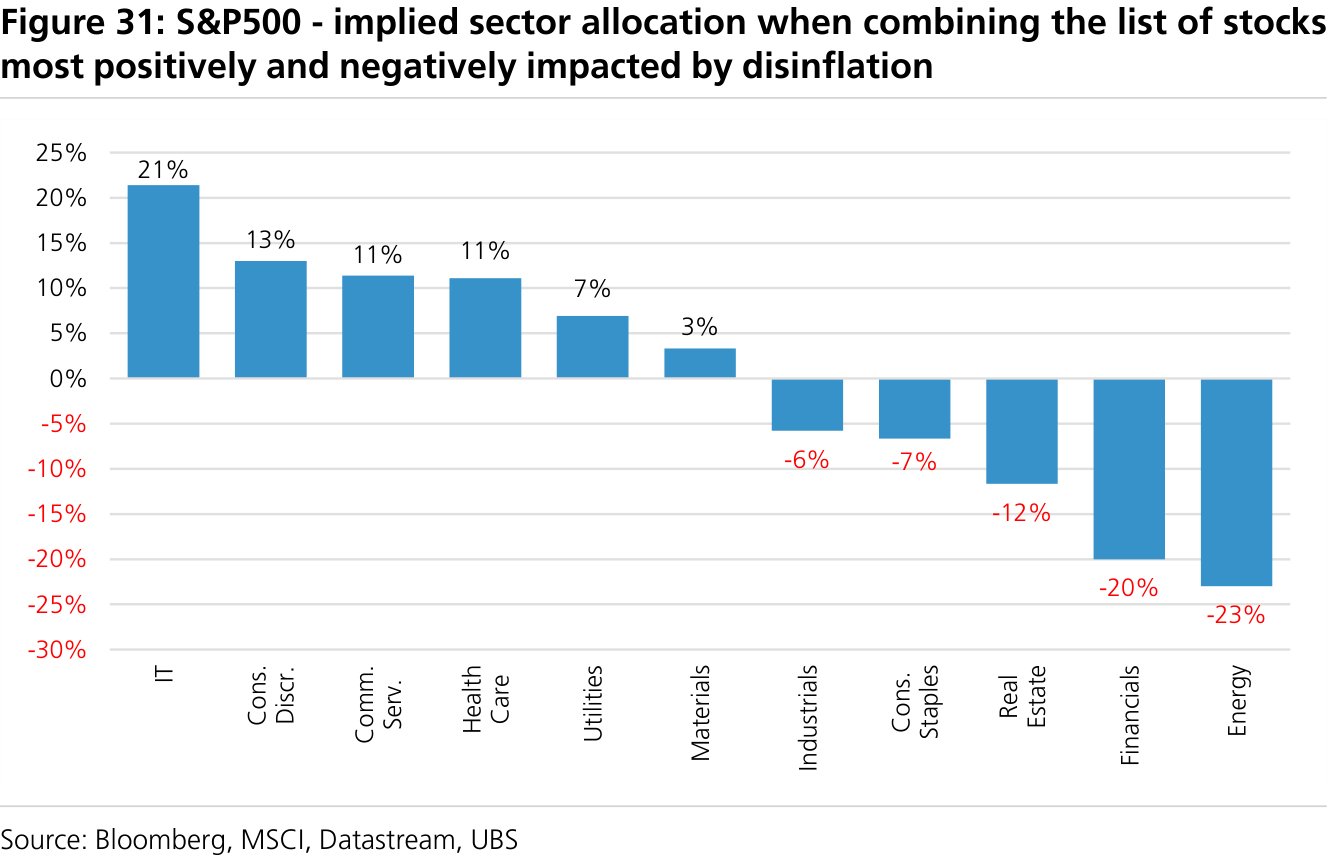 Figure 31: S&P500 - implied sector allocation when combining the list of stocks
most positively and negatively impacted by disinflation
25%
20%
15%
10%
5%
0%
-5%
-10%
-15%
-20%
-25%
-30%
21%
13%
11%
11%
7%
3%
-6%
-7%
-12%
-20%
-23%
IT
Cons.
Discr.
Comm.
Serv.
Health
Care
Utilities
Materials
Industrials
Cons.
Staples
Real
Estate
Financials
Energy
Source: Bloomberg, MSCI, Datastream, UBS